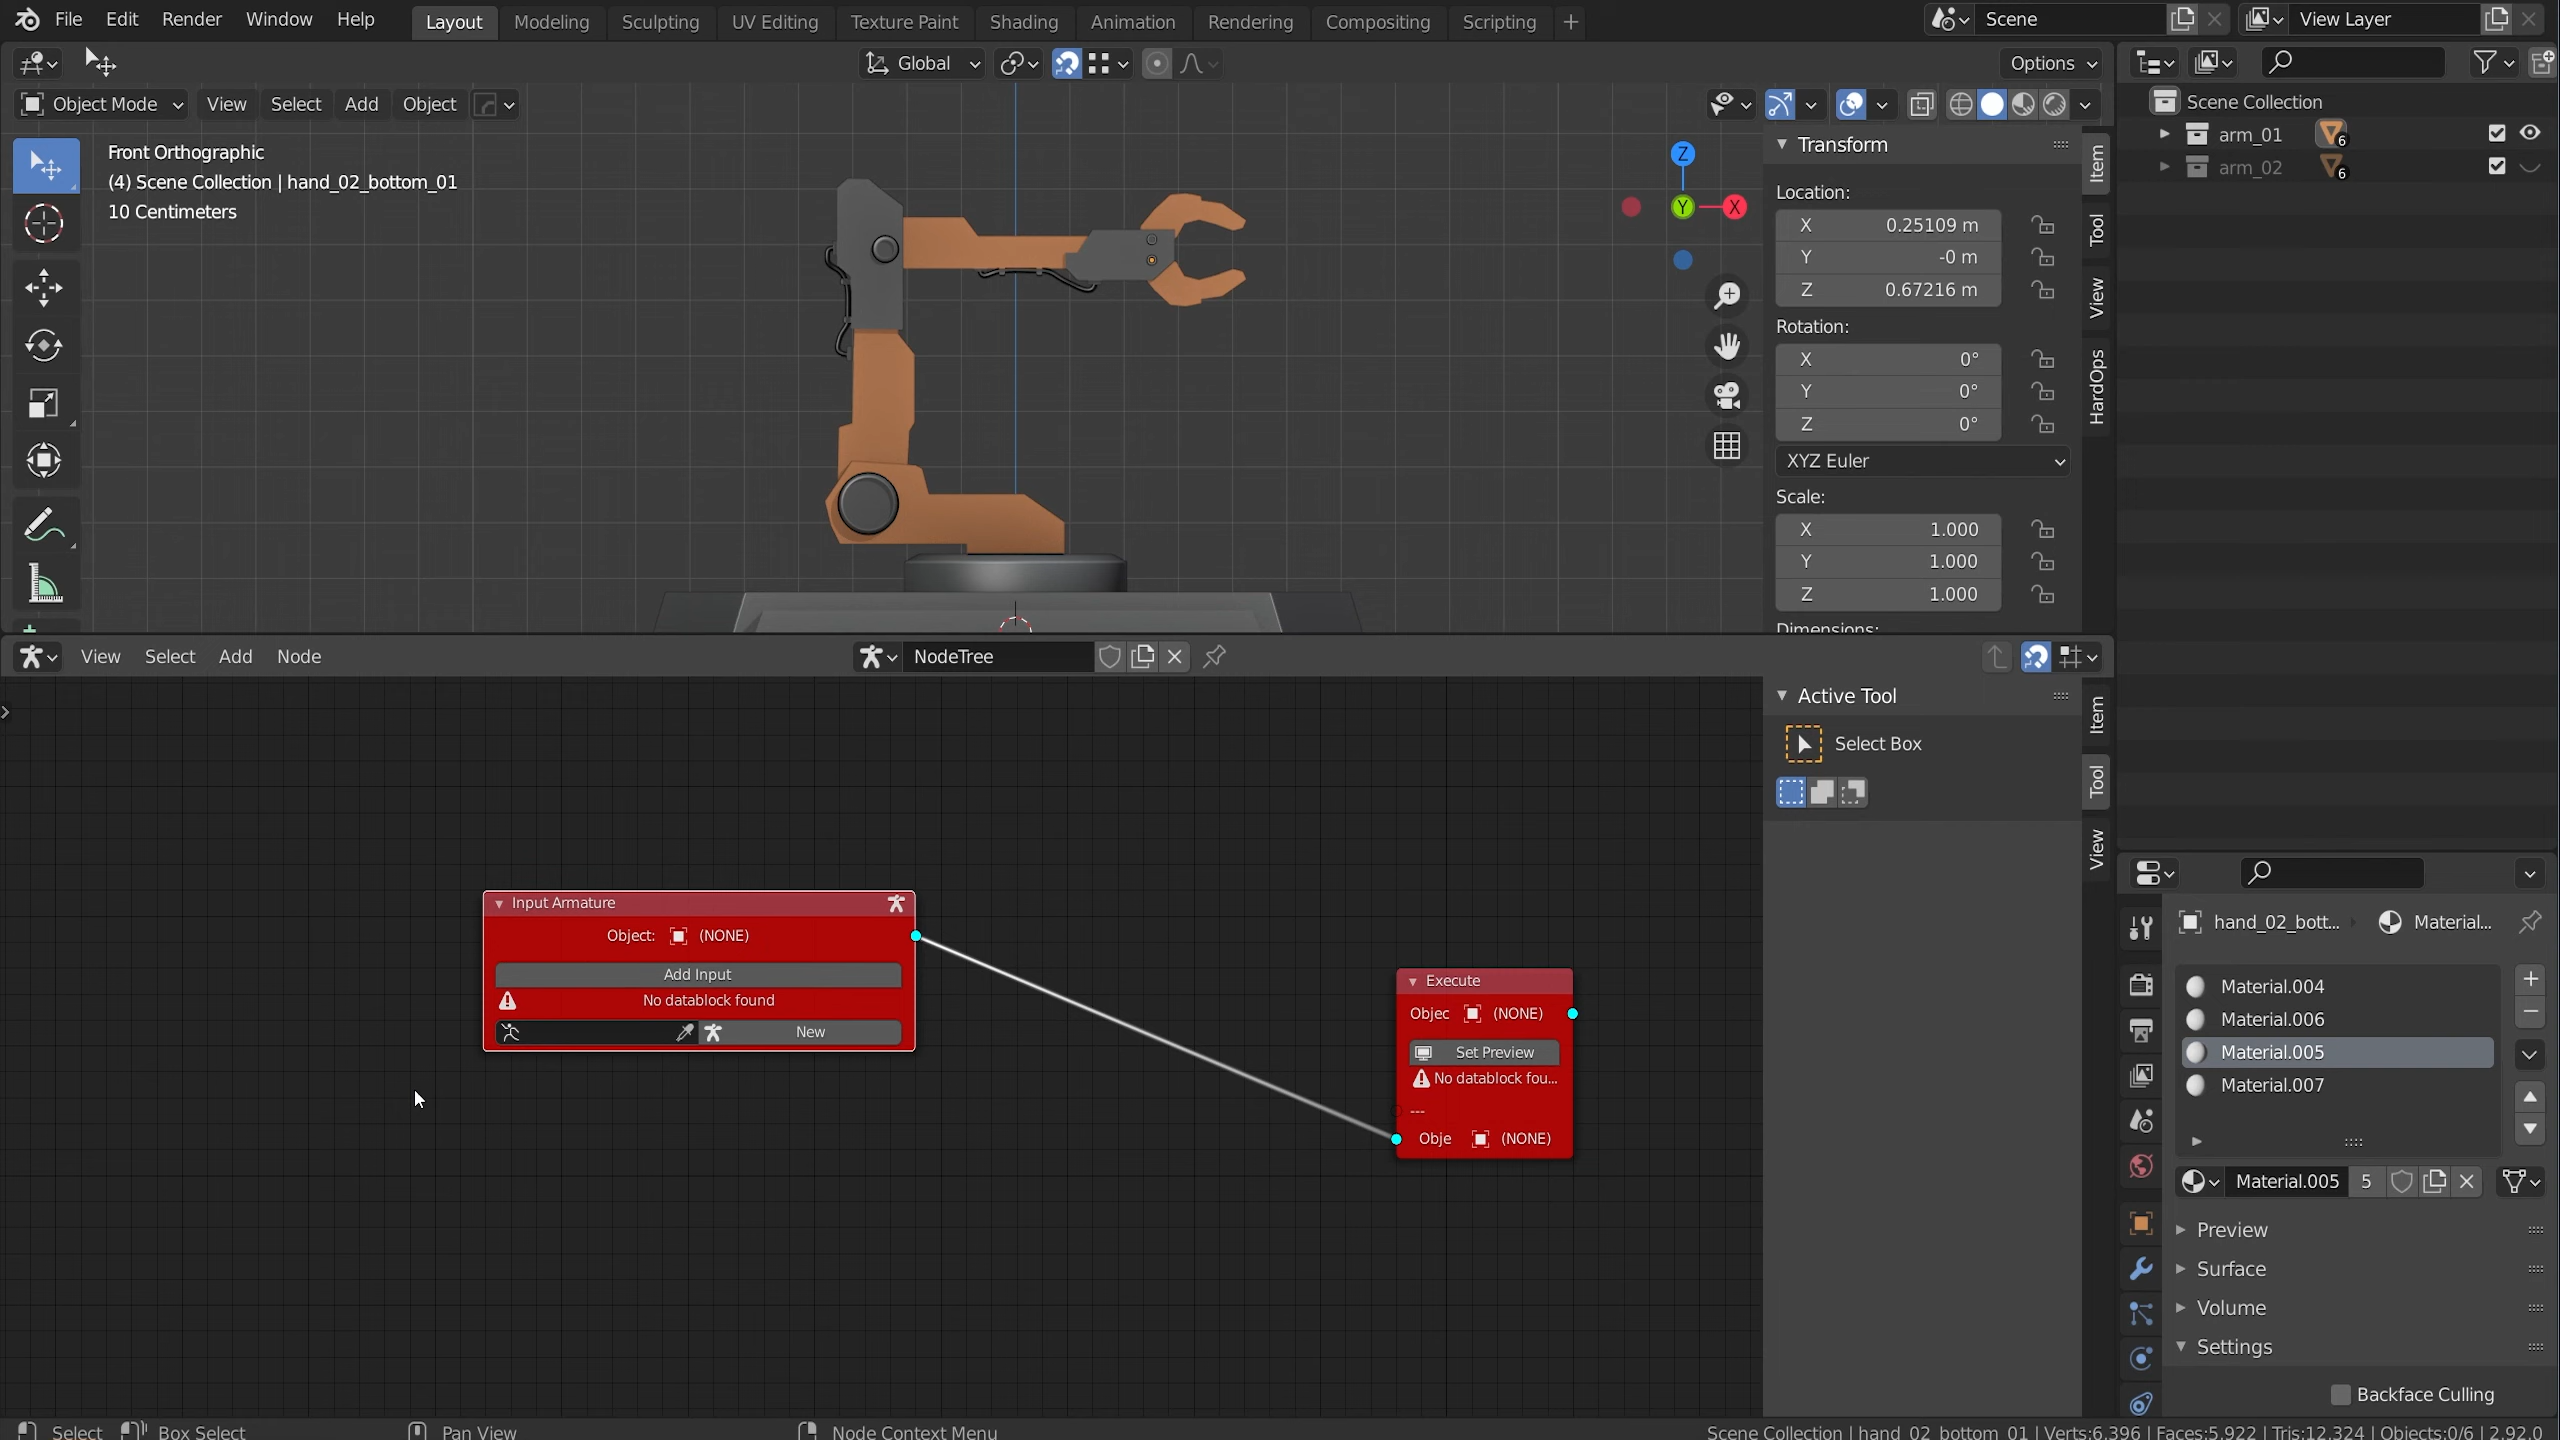 File Edit Render Window Help Layout Modeling Sculpting UV Editing Texture Paint Shading Animation Rendering Compositing Scripting + Scene View Layer
Global Options
Object Mode View Select Add Object
Front Orthographic
(4) Scene Collection | hand_02_bottom_01
10 Centimeters
Z
Y
X
Transform
Location:
X 0.25109 m
Y -0 m
Z 0.67216 m
Rotation:
X 0°
Y 0°
Z 0°
XYZ Euler
Scale:
X 1.000
Y 1.000
Z 1.000
Dimensions:
Item
Tool
View
HardOps
Scene Collection
arm_01 6
arm_02 6
View Select Add Node NodeTree
Active Tool
Select Box
Item
Tool
View
Input Armature
Object: (NONE)
Add Input
No datablock found
New
Execute
Objec (NONE)
Set Preview
No datablock fou...
---
Obje (NONE)
hand_02_bott... Material...
Material.004
Material.006
Material.005
Material.007
Material.005 5
Preview
Surface
Volume
Settings
Backface Culling
Select Box Select Pan View Node Context Menu Scene Collection | hand_02_bottom_01 | Verts:6,396 | Faces:5,922 | Tris:12,324 | Objects:0/6 | 2.92.0